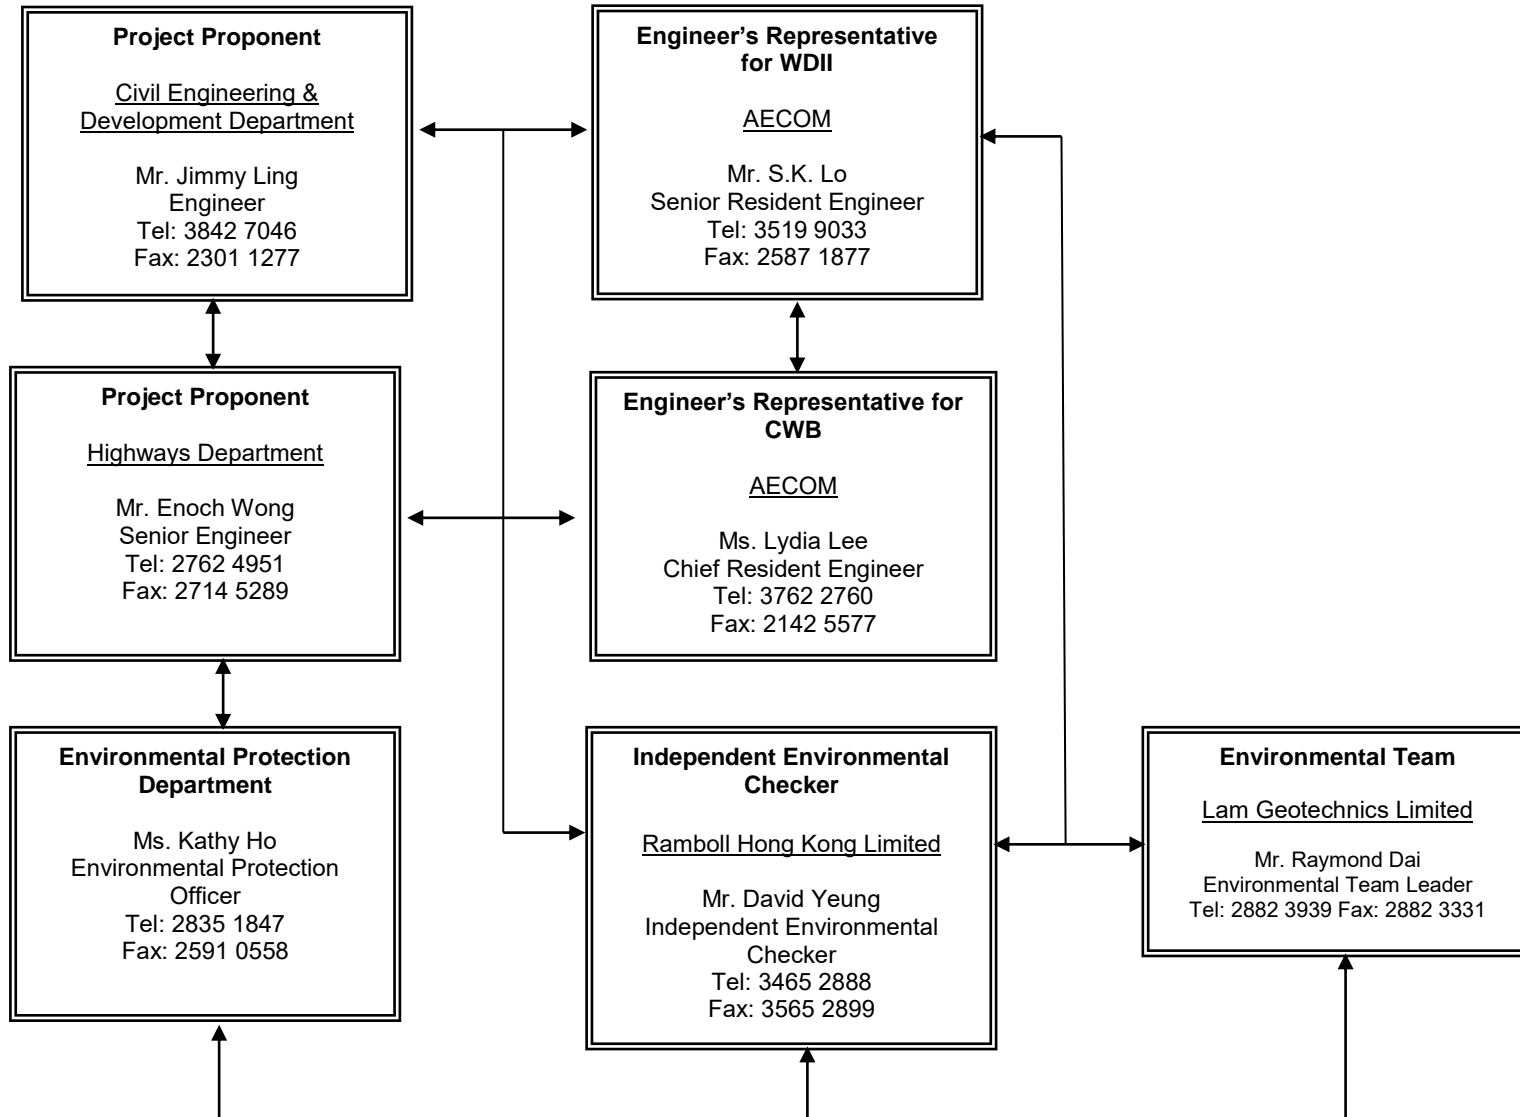 Project Proponent
Civil Engineering &
Development Department
Mr. Jimmy Ling
Engineer
Tel: 3842 7046
Fax: 2301 1277
Engineer’s Representative
for WDII
AECOM
Mr. S.K. Lo
Senior Resident Engineer
Tel: 3519 9033
Fax: 2587 1877
Project Proponent
Highways Department
Mr. Enoch Wong
Senior Engineer
Tel: 2762 4951
Fax: 2714 5289
Engineer’s Representative for
CWB
AECOM
Ms. Lydia Lee
Chief Resident Engineer
Tel: 3762 2760
Fax: 2142 5577
Environmental Protection
Department
Ms. Kathy Ho
Environmental Protection
Officer
Tel: 2835 1847
Fax: 2591 0558
Independent Environmental
Checker
Ramboll Hong Kong Limited
Mr. David Yeung
Independent Environmental
Checker
Tel: 3465 2888
Fax: 3565 2899
Environmental Team
Lam Geotechnics Limited
Mr. Raymond Dai
Environmental Team Leader
Tel: 2882 3939 Fax: 2882 3331